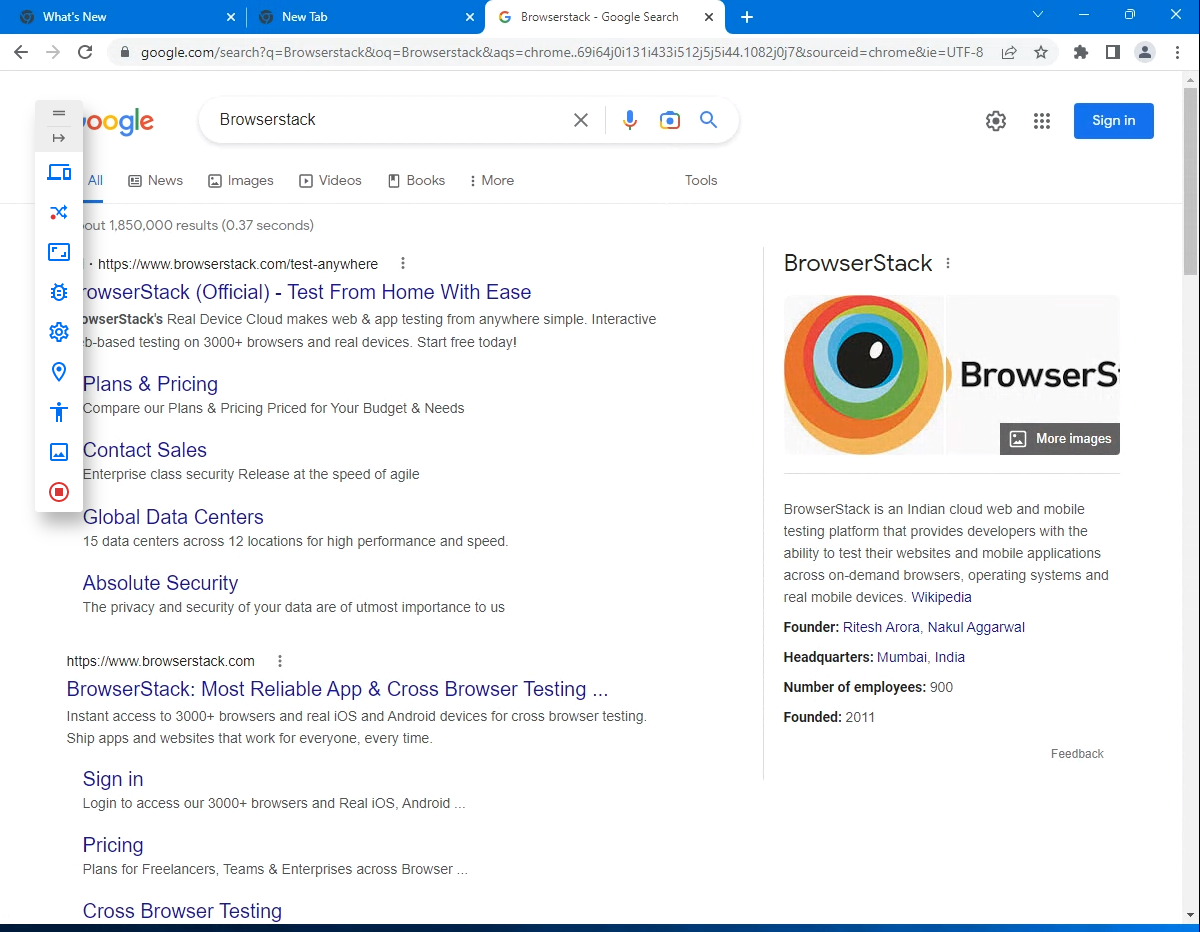 What's New
New Tab
Browserstack - Google Search
google.com/search?q=Browserstack&oq=Browserstack&aqs=chrome..69i64j0i131i433i512j5j5i44.1082j0j7&sourceid=chrome&ie=UTF-8
oogle
Browserstack
Sign in
All
News
Images
Videos
Books
More
Tools
out 1,850,000 results (0.37 seconds)
· https://www.browserstack.com/test-anywhere
rowserStack (Official) - Test From Home With Ease
owserStack's Real Device Cloud makes web & app testing from anywhere simple. Interactive
b-based testing on 3000+ browsers and real devices. Start free today!
Plans & Pricing
Compare our Plans & Pricing Priced for Your Budget & Needs
Contact Sales
Enterprise class security Release at the speed of agile
Global Data Centers
15 data centers across 12 locations for high performance and speed.
Absolute Security
The privacy and security of your data are of utmost importance to us
https://www.browserstack.com
BrowserStack: Most Reliable App & Cross Browser Testing ...
Instant access to 3000+ browsers and real iOS and Android devices for cross browser testing.
Ship apps and websites that work for everyone, every time.
Sign in
Login to access our 3000+ browsers and Real iOS, Android ...
Pricing
Plans for Freelancers, Teams & Enterprises across Browser ...
Cross Browser Testing
BrowserStack
BrowserS
More images
BrowserStack is an Indian cloud web and mobile
testing platform that provides developers with the
ability to test their websites and mobile applications
across on-demand browsers, operating systems and
real mobile devices. Wikipedia
Founder: Ritesh Arora, Nakul Aggarwal
Headquarters: Mumbai, India
Number of employees: 900
Founded: 2011
Feedback